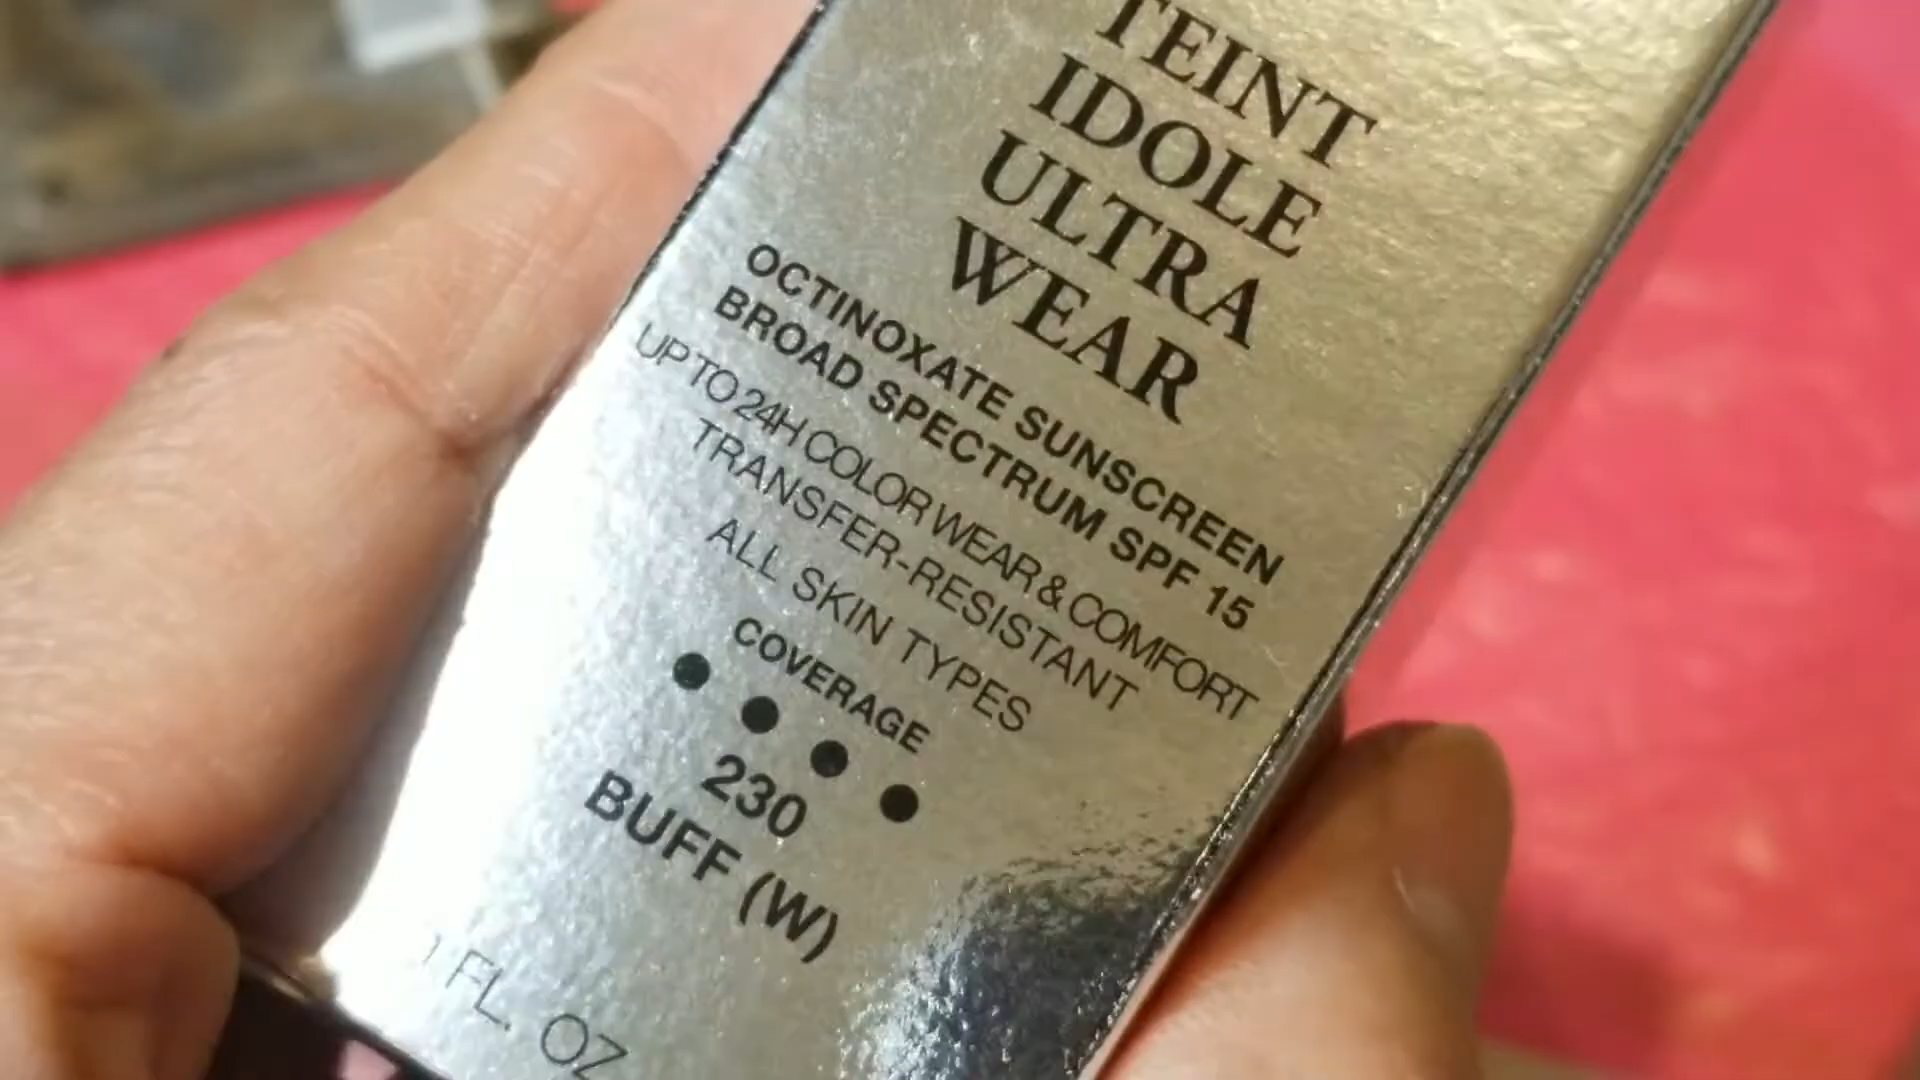 TEINT
IDOLE
ULTRA
WEAR
OCTINOXATE SUNSCREEN
BROAD SPECTRUM SPF 15
UP TO 24H COLOR WEAR & COMFORT
TRANSFER-RESISTANT
ALL SKIN TYPES
COVERAGE
230
BUFF (W)
1 FL. OZ